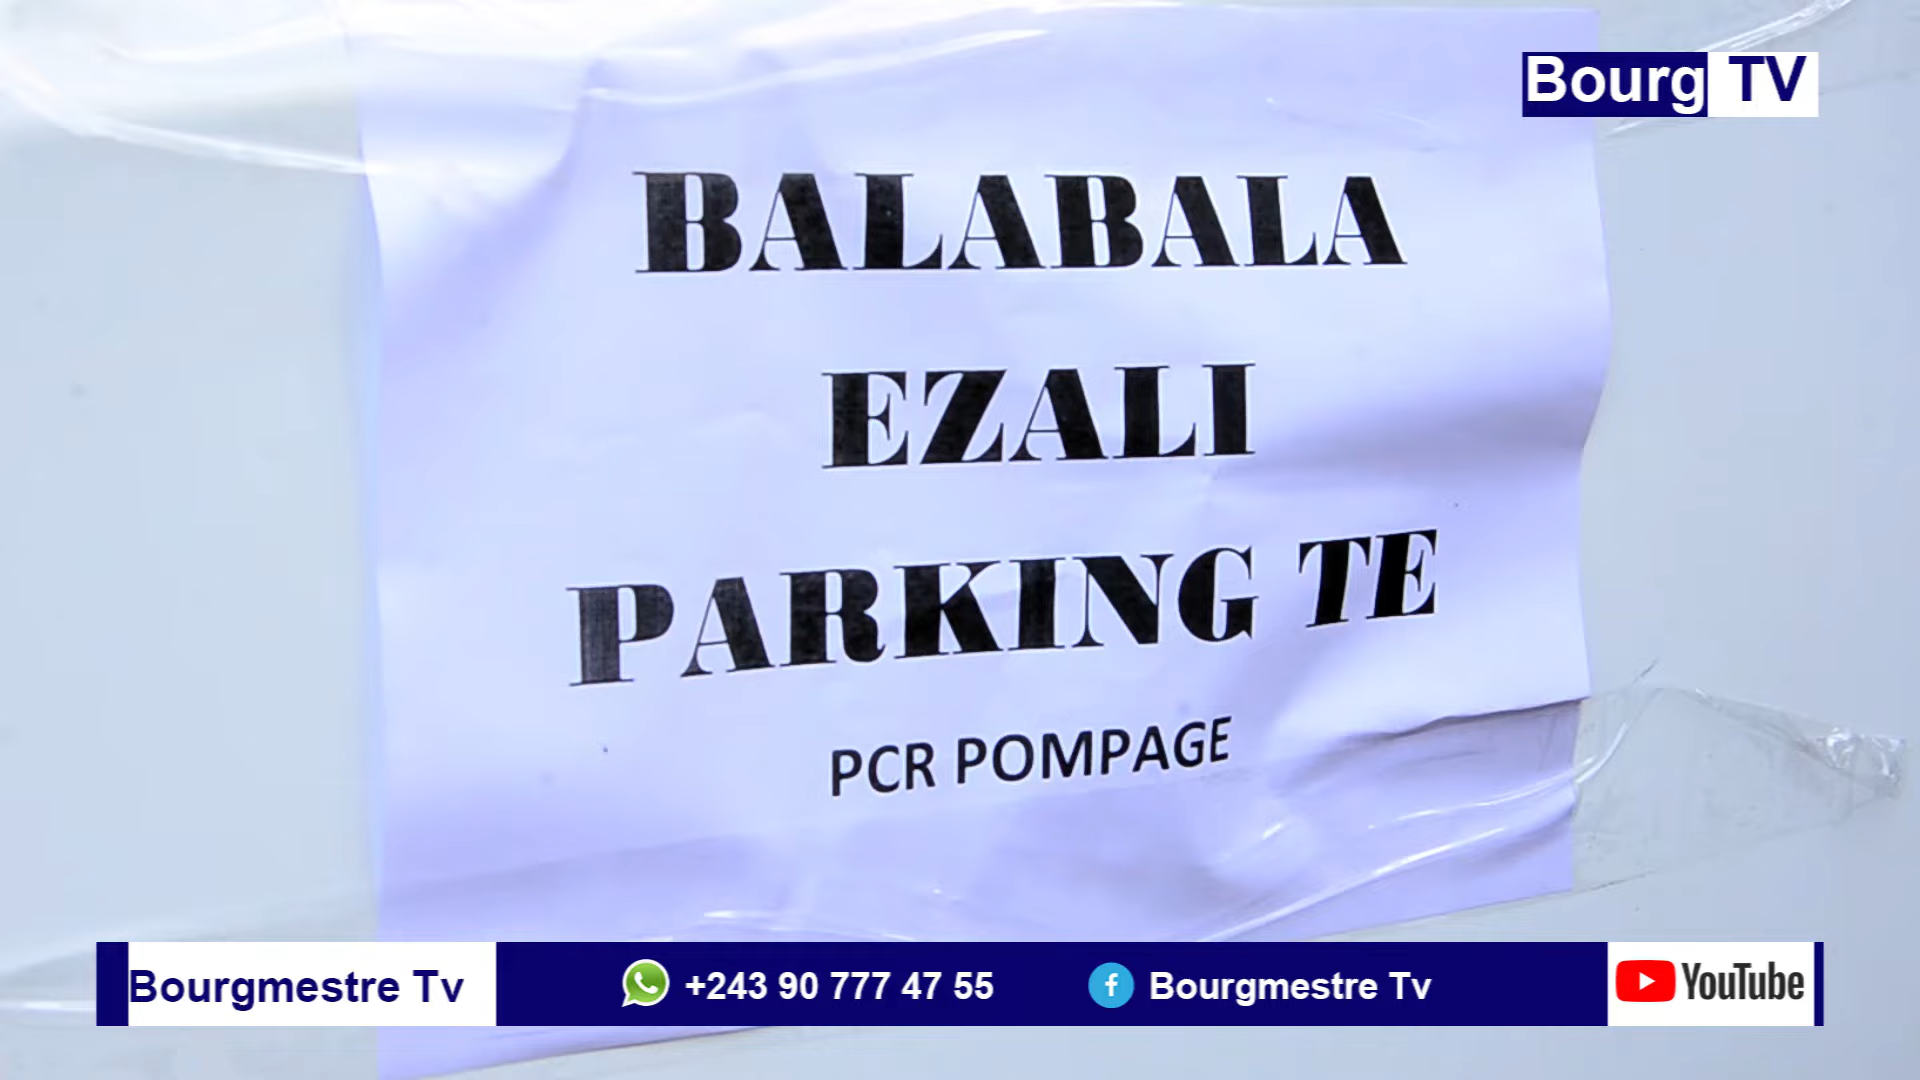 Bourg TV
BALABALA
EZALI
PARKING TE
PCR POMPAGE
Bourgmestre Tv
+243 90 777 47 55
Bourgmestre Tv
YouTube